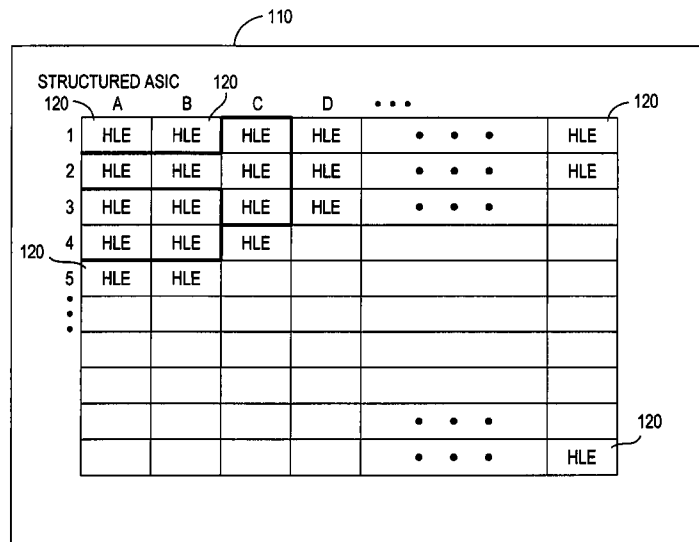 110
STRUCTURED ASIC
120 A B 120 C D • • • 120
1 HLE HLE HLE HLE • • • HLE
2 HLE HLE HLE HLE • • • HLE
3 HLE HLE HLE HLE • • •
4 HLE HLE HLE
120
5 HLE HLE
• • •
120
• • • HLE